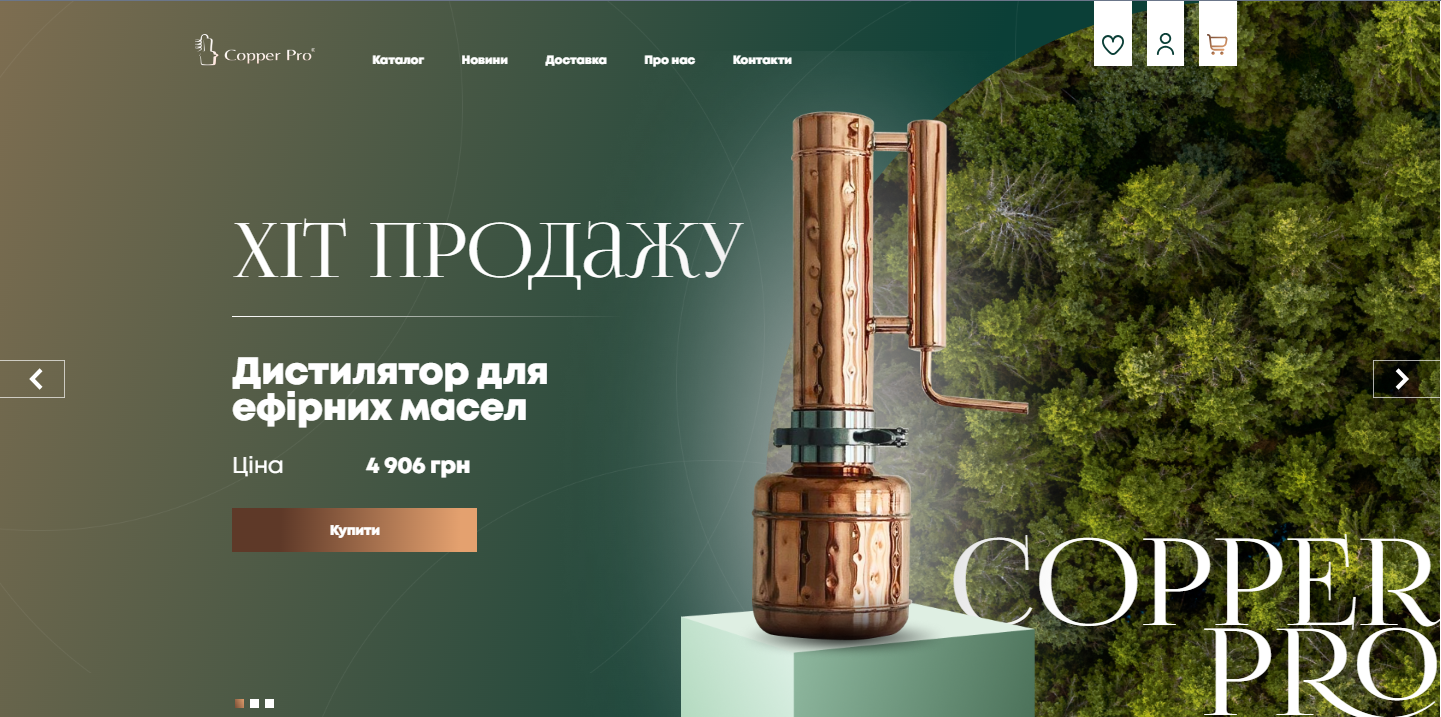 Copper Pro
Каталог
Новини
Доставка
Про нас
Контакти
ХІТ ПРОДАЖУ
Дистилятор для
ефірних масел
Ціна 4 906 грн
Купити
COPPER
PRO